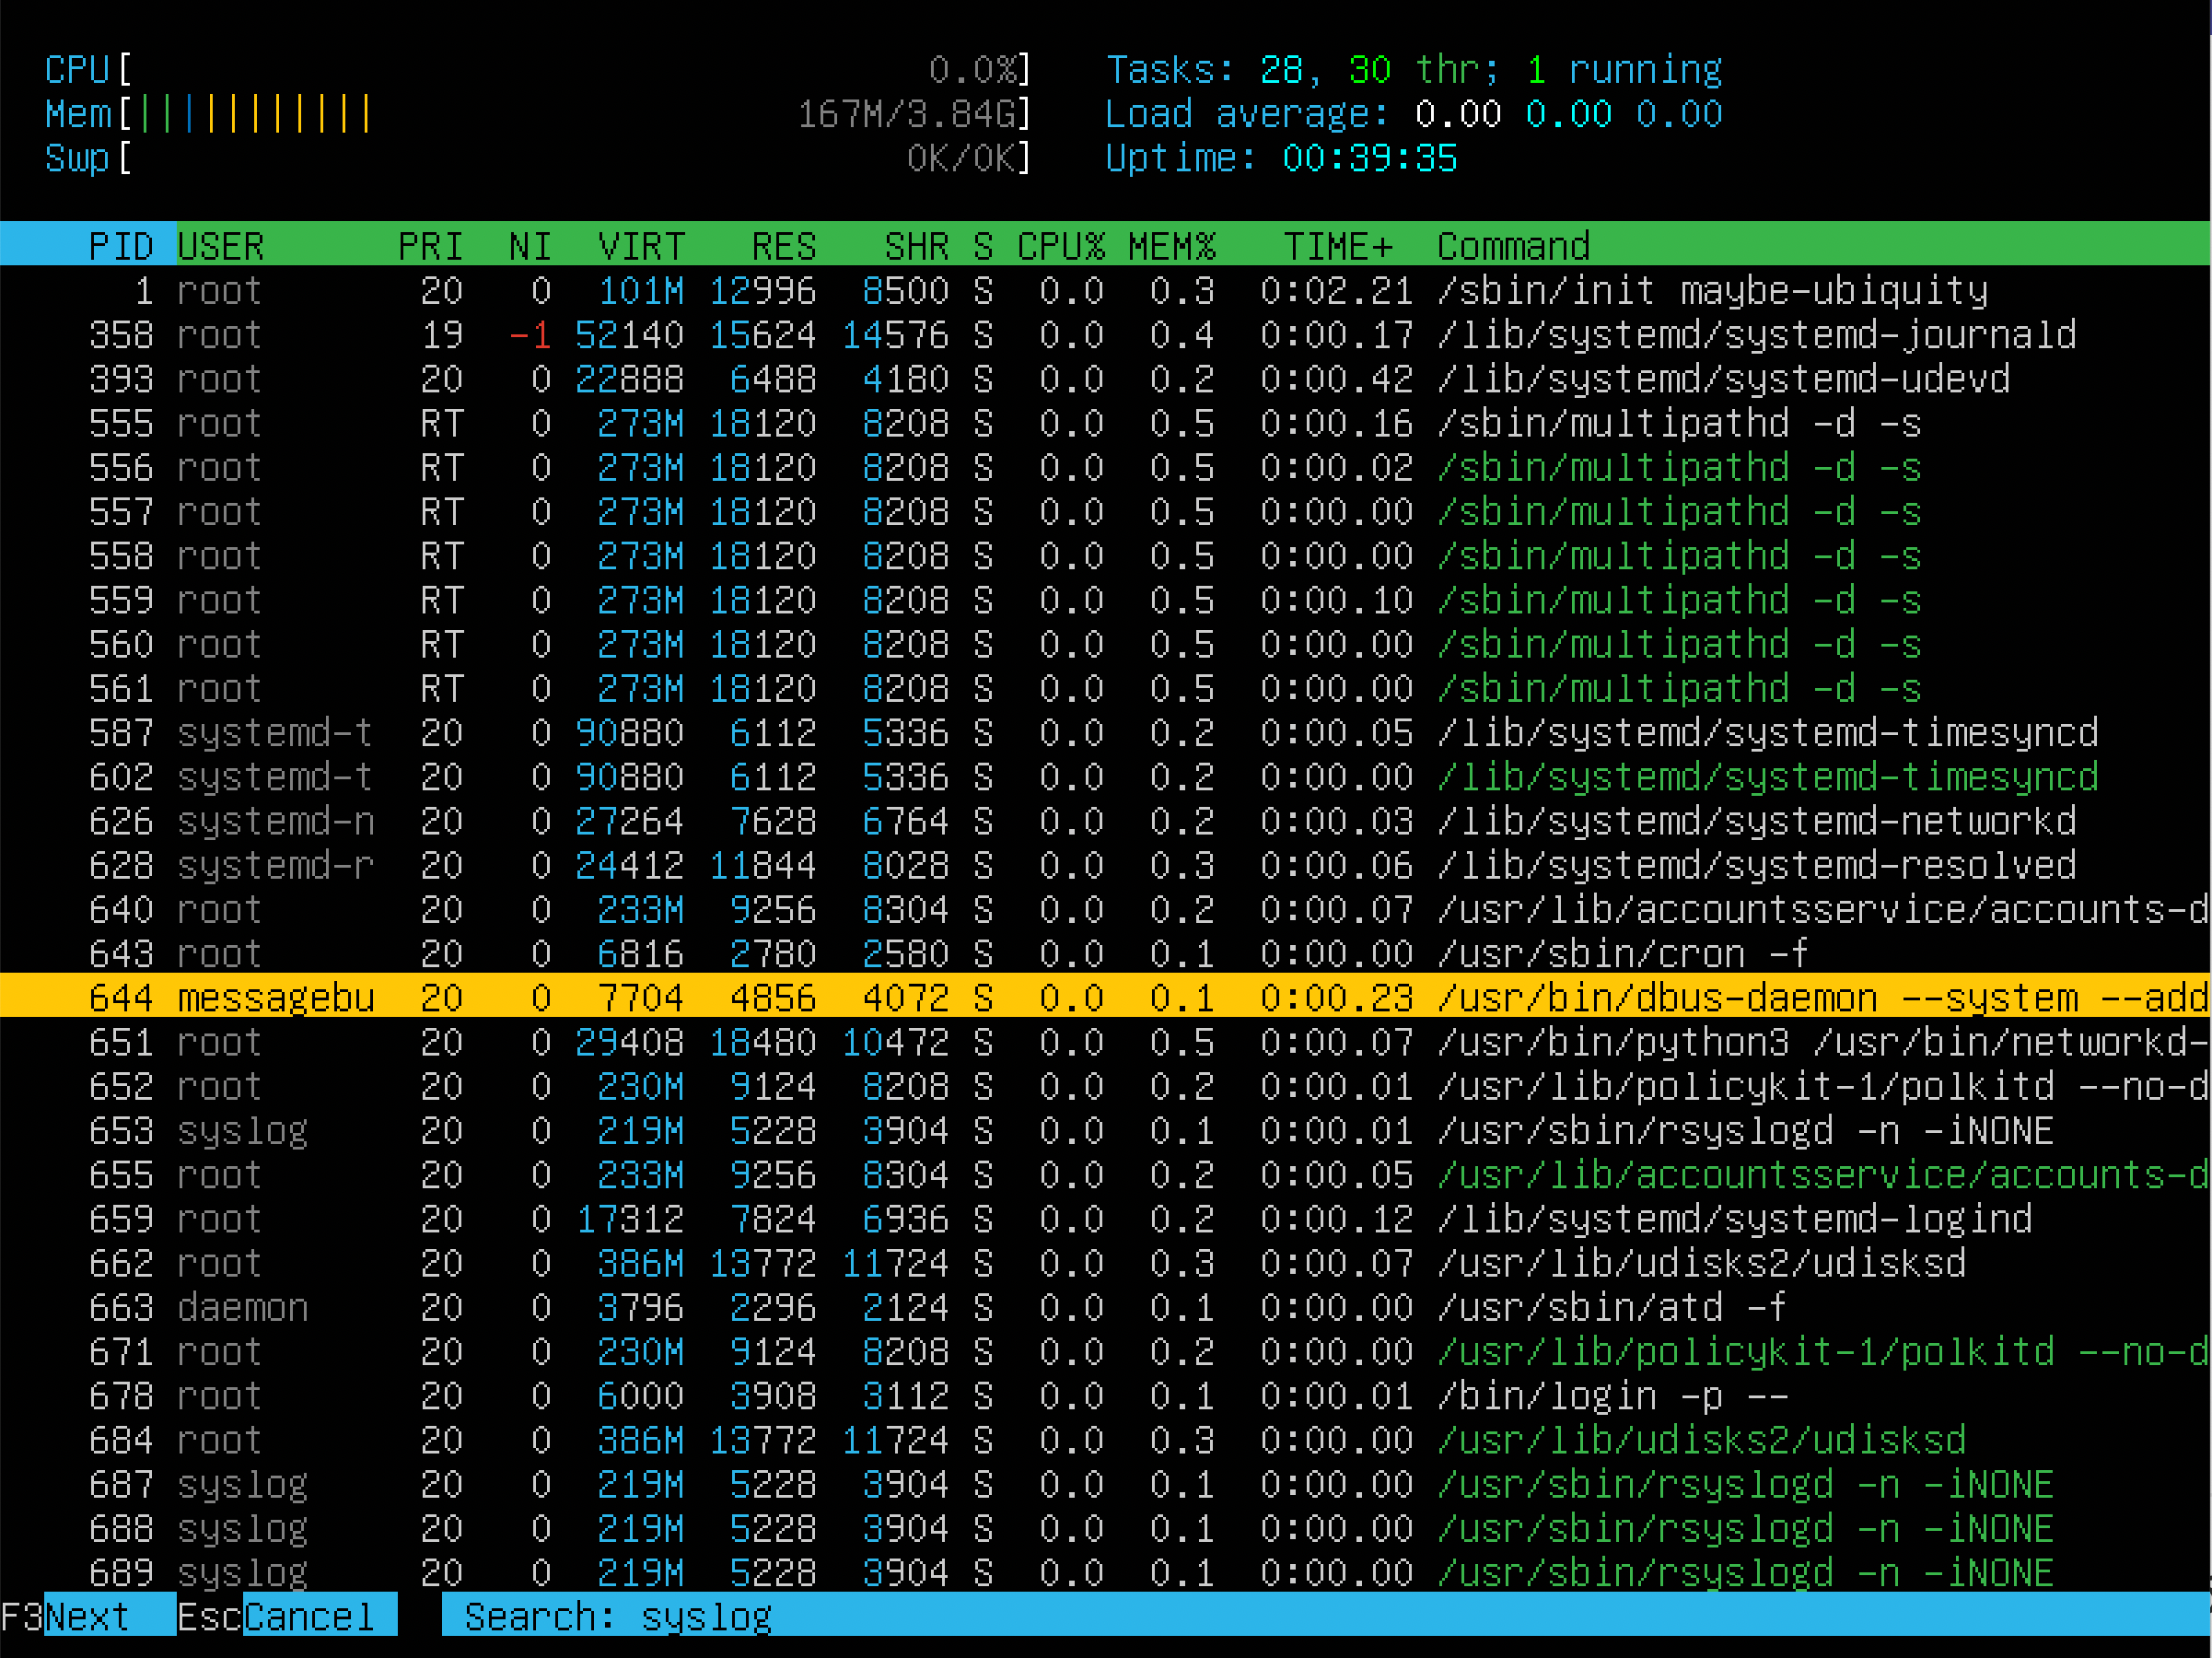 CPU[ 0.0%] Tasks: 28, 30 thr; 1 running
Mem[||||||||||| 167M/3.84G] Load average: 0.00 0.00 0.00
Swp[ 0K/0K] Uptime: 00:39:35
PID USER PRI NI VIRT RES SHR S CPU% MEM% TIME+ Command
1 root 20 0 101M 12996 8500 S 0.0 0.3 0:02.21 /sbin/init maybe-ubiquity
358 root 19 -1 52140 15624 14576 S 0.0 0.4 0:00.17 /lib/systemd/systemd-journald
393 root 20 0 22888 6488 4180 S 0.0 0.2 0:00.42 /lib/systemd/systemd-udevd
555 root RT 0 273M 18120 8208 S 0.0 0.5 0:00.16 /sbin/multipathd -d -s
556 root RT 0 273M 18120 8208 S 0.0 0.5 0:00.02 /sbin/multipathd -d -s
557 root RT 0 273M 18120 8208 S 0.0 0.5 0:00.00 /sbin/multipathd -d -s
558 root RT 0 273M 18120 8208 S 0.0 0.5 0:00.00 /sbin/multipathd -d -s
559 root RT 0 273M 18120 8208 S 0.0 0.5 0:00.10 /sbin/multipathd -d -s
560 root RT 0 273M 18120 8208 S 0.0 0.5 0:00.00 /sbin/multipathd -d -s
561 root RT 0 273M 18120 8208 S 0.0 0.5 0:00.00 /sbin/multipathd -d -s
587 systemd-t 20 0 90880 6112 5336 S 0.0 0.2 0:00.05 /lib/systemd/systemd-timesyncd
602 systemd-t 20 0 90880 6112 5336 S 0.0 0.2 0:00.00 /lib/systemd/systemd-timesyncd
626 systemd-n 20 0 27264 7628 6764 S 0.0 0.2 0:00.03 /lib/systemd/systemd-networkd
628 systemd-r 20 0 24412 11844 8028 S 0.0 0.3 0:00.06 /lib/systemd/systemd-resolved
640 root 20 0 233M 9256 8304 S 0.0 0.2 0:00.07 /usr/lib/accountsservice/accounts-d
643 root 20 0 6816 2780 2580 S 0.0 0.1 0:00.00 /usr/sbin/cron -f
644 messagebu 20 0 7704 4856 4072 S 0.0 0.1 0:00.23 /usr/bin/dbus-daemon --system --add
651 root 20 0 29408 18480 10472 S 0.0 0.5 0:00.07 /usr/bin/python3 /usr/bin/networkd-
652 root 20 0 230M 9124 8208 S 0.0 0.2 0:00.01 /usr/lib/policykit-1/polkitd --no-d
653 syslog 20 0 219M 5228 3904 S 0.0 0.1 0:00.01 /usr/sbin/rsyslogd -n -iNONE
655 root 20 0 233M 9256 8304 S 0.0 0.2 0:00.05 /usr/lib/accountsservice/accounts-d
659 root 20 0 17312 7824 6936 S 0.0 0.2 0:00.12 /lib/systemd/systemd-logind
662 root 20 0 386M 13772 11724 S 0.0 0.3 0:00.07 /usr/lib/udisks2/udisksd
663 daemon 20 0 3796 2296 2124 S 0.0 0.1 0:00.00 /usr/sbin/atd -f
671 root 20 0 230M 9124 8208 S 0.0 0.2 0:00.00 /usr/lib/policykit-1/polkitd --no-d
678 root 20 0 6000 3908 3112 S 0.0 0.1 0:00.01 /bin/login -p --
684 root 20 0 386M 13772 11724 S 0.0 0.3 0:00.00 /usr/lib/udisks2/udisksd
687 syslog 20 0 219M 5228 3904 S 0.0 0.1 0:00.00 /usr/sbin/rsyslogd -n -iNONE
688 syslog 20 0 219M 5228 3904 S 0.0 0.1 0:00.00 /usr/sbin/rsyslogd -n -iNONE
689 syslog 20 0 219M 5228 3904 S 0.0 0.1 0:00.00 /usr/sbin/rsyslogd -n -iNONE
F3Next EscCancel Search: syslog